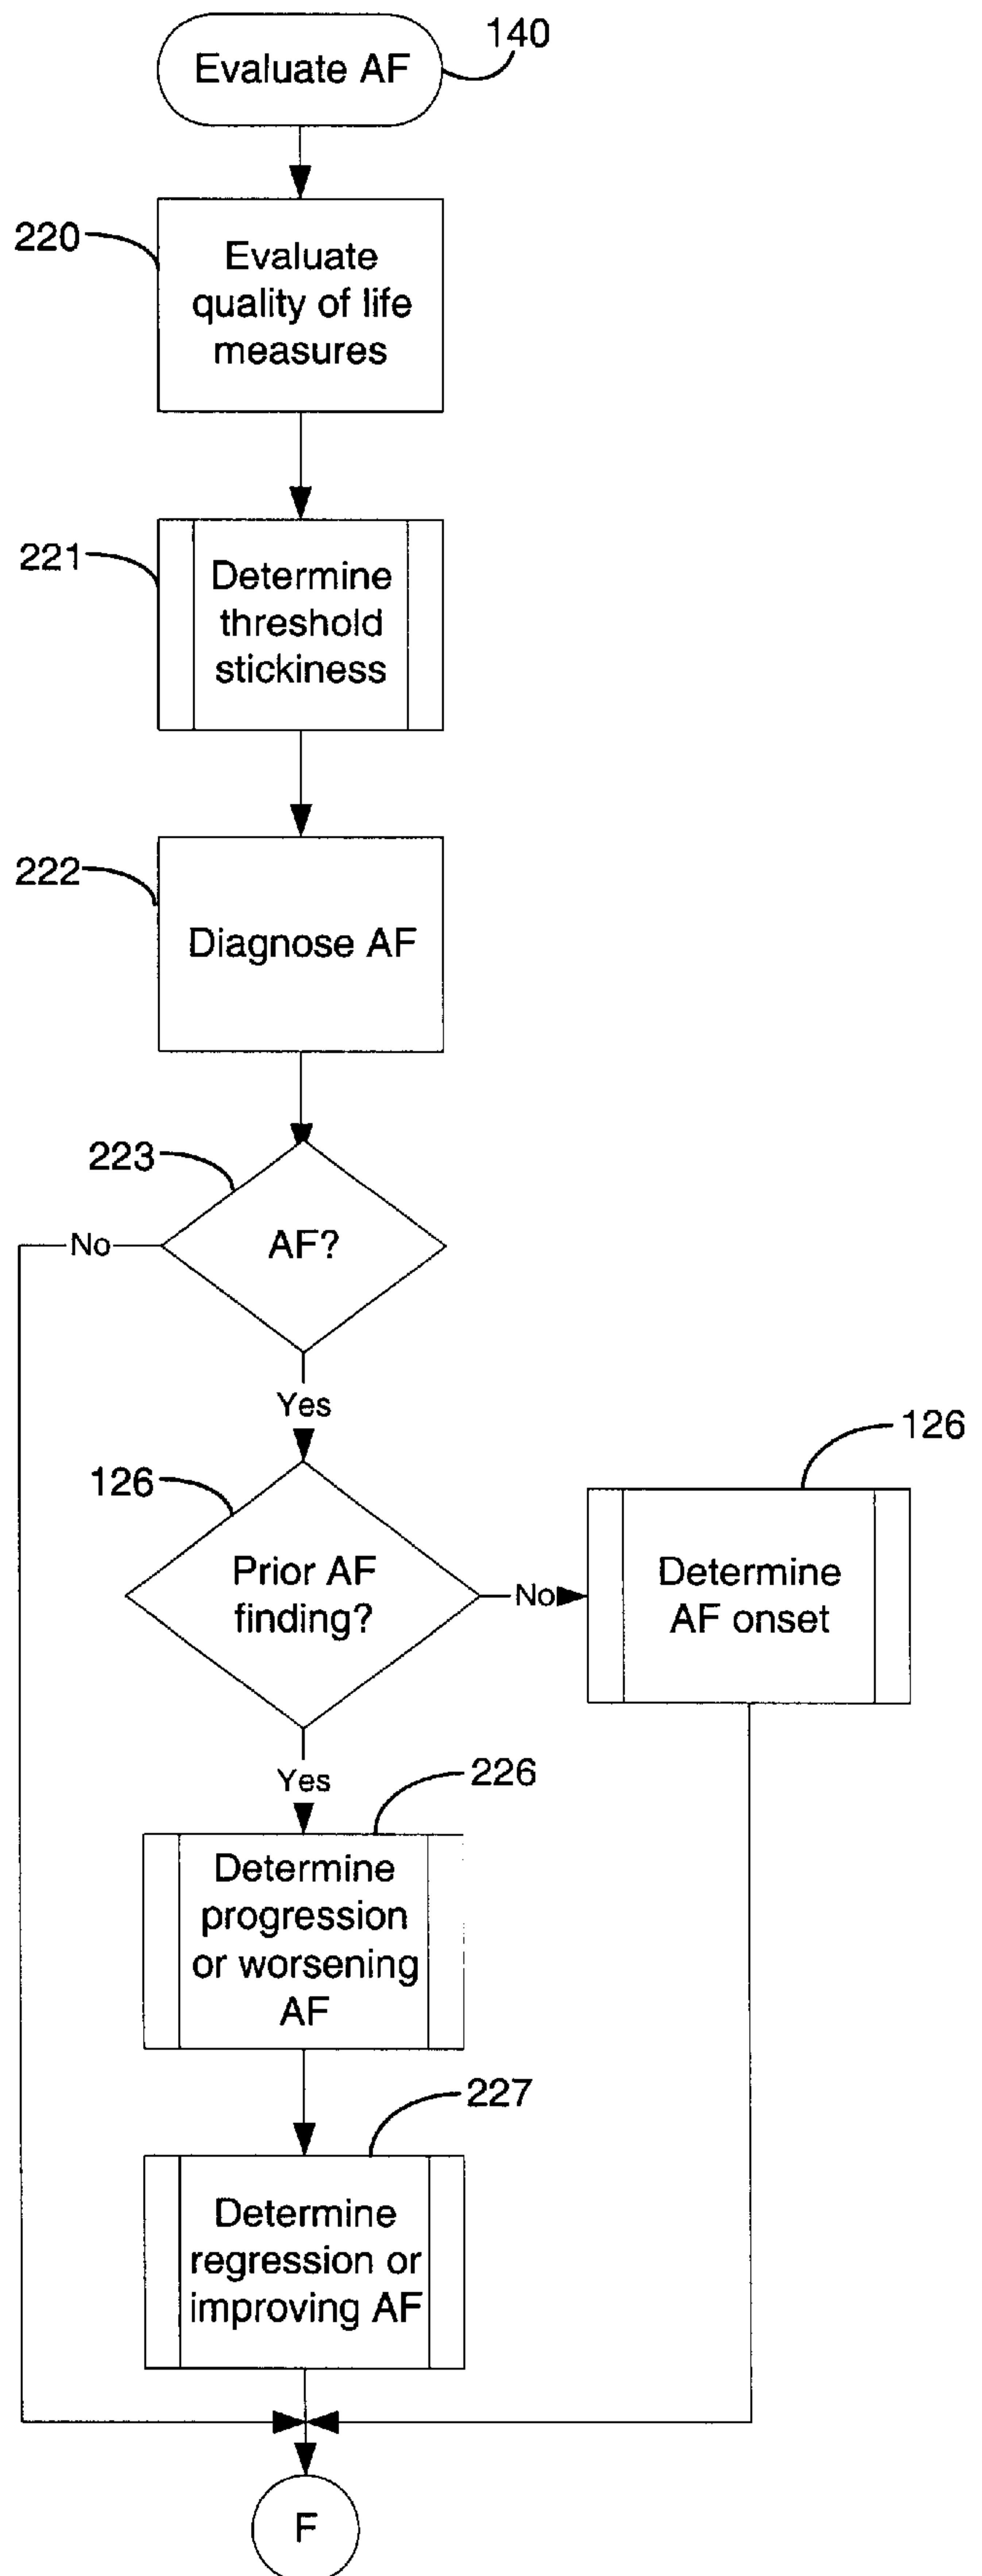 Evaluate AF
140
220
Evaluate
quality of life
measures
221
Determine
threshold
stickiness
222
Diagnose AF
223
AF?
No
Yes
126
Prior AF
finding?
No
126
Determine
AF onset
Yes
226
Determine
progression
or worsening
AF
227
Determine
regression or
improving AF
F